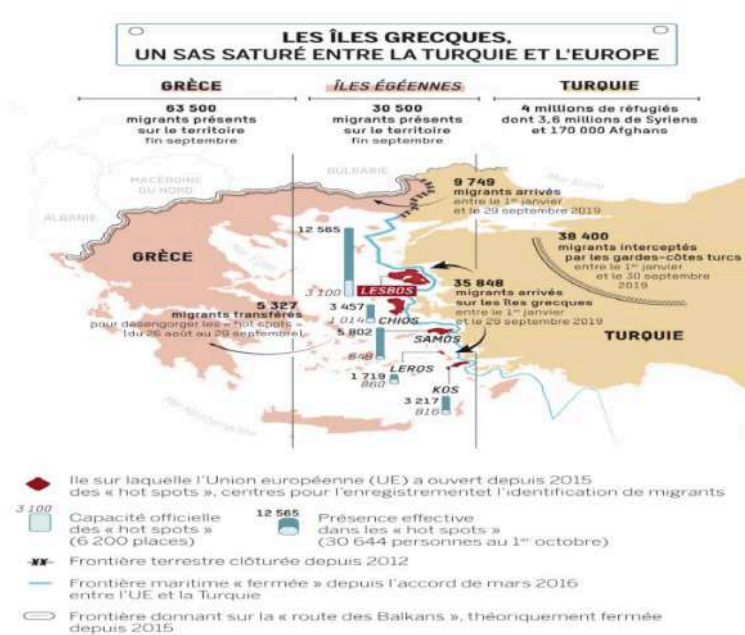 LES ÎLES GRECQUES,
UN SAS SATURÉ ENTRE LA TURQUIE ET L'EUROPE
GRÈCE
63 500
migrants présents
sur le territoire
fin septembre
ÎLES ÉGÉENNES
30 500
migrants présents
sur le territoire
fin septembre
TURQUIE
4 millions de réfugiés
dont 3,6 millions de Syriens
et 170 000 Afghans
MACÉDOINE
DU NORD
BULGARIE
ALBANIE
9 749
migrants arrivés
entre le 1er janvier
et le 29 septembre 2019
12 565
3 100
GRÈCE
LESBOS
38 400
migrants interceptés
par les gardes-côtes turcs
entre le 1er janvier
et le 30 septembre
2019
5 327
migrants transférés
pour désengorger les « hot spots »
(du 26 août au 29 septembre)
3 457
1 014
CHIOS
35 848
migrants arrivés
sur les îles grecques
entre le 1er janvier
et le 29 septembre 2019
5 802
648
SAMOS
TURQUIE
1 719
860
LEROS
KOS
3 217
816
Ile sur laquelle l'Union européenne (UE) a ouvert depuis 2015
des « hot spots », centres pour l'enregistrementet l'identification de migrants
3 100
Capacité officielle
des « hot spots »
(6 200 places)
12 565
Présence effective
dans les « hot spots »
(30 644 personnes au 1er octobre)
Frontière terrestre clôturée depuis 2012
Frontière maritime « fermée » depuis l'accord de mars 2016
entre l'UE et la Turquie
Frontière donnant sur la « route des Balkans », théoriquement fermée
depuis 2015